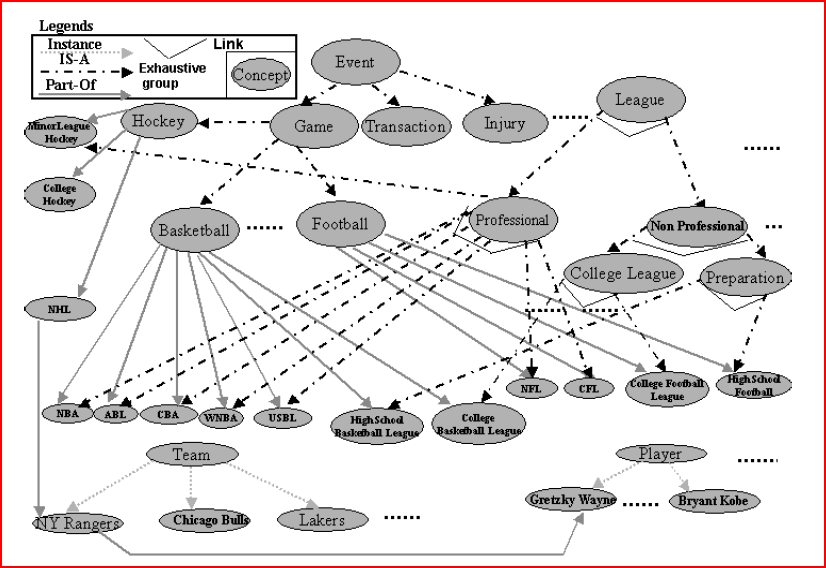 Legends
Instance
IS-A
Part-Of
Exhaustive
group
Link
Concept
Event
League
MinorLeague
Hockey
Hockey
Game
Transaction
Injury
College
Hockey
Basketball
Football
Professional
Non Professional
College League
Preparation
NHL
NBA
ABL
CBA
WNBA
USBL
HighSchool
Basketball League
College
Basketball League
NFL
CFL
College Football
League
HighSchool
Football
Team
Player
NY Rangers
Chicago Bulls
Lakers
Gretzky Wayne
Bryant Kobe